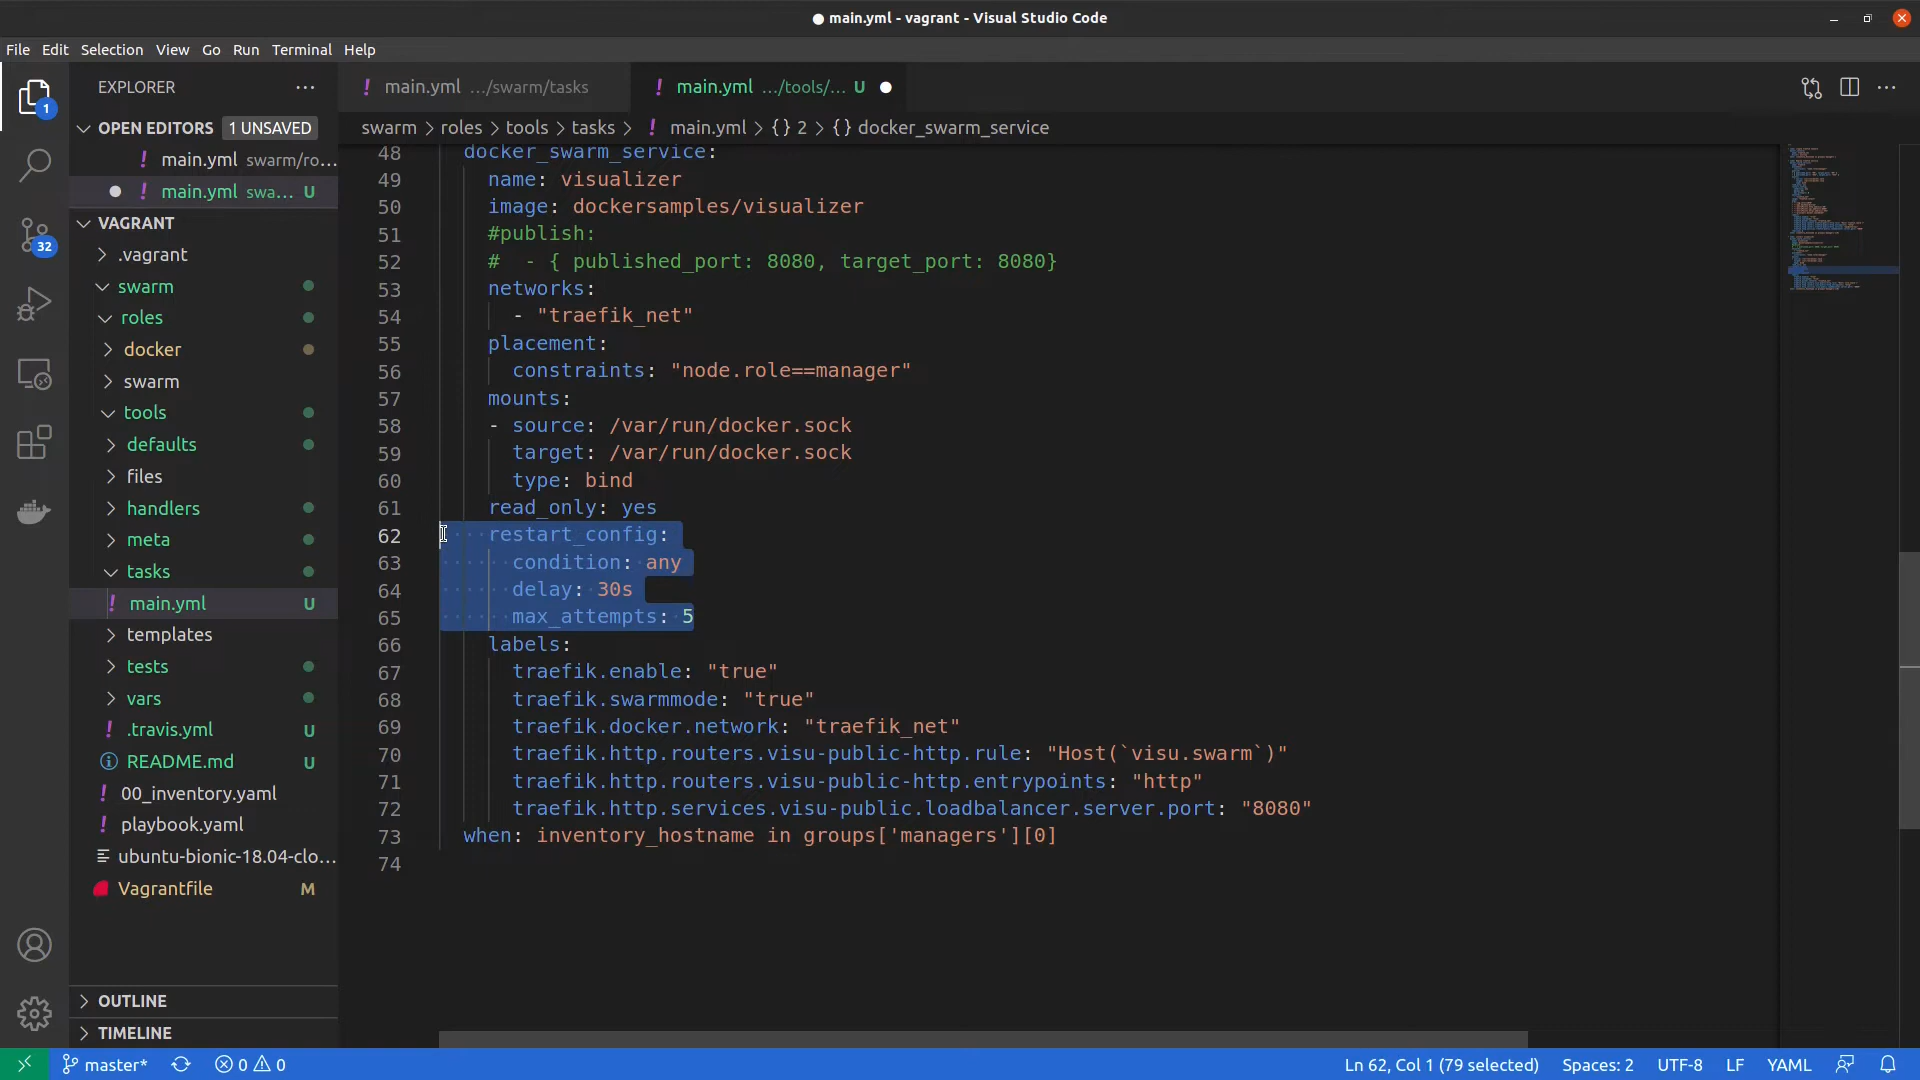 main.yml - vagrant - Visual Studio Code
File Edit Selection View Go Run Terminal Help
EXPLORER
OPEN EDITORS 1 UNSAVED
main.yml swarm/ro...
main.yml swa... U
VAGRANT
.vagrant
swarm
roles
docker
swarm
tools
defaults
files
handlers
meta
tasks
main.yml U
templates
tests
vars
.travis.yml U
README.md U
00_inventory.yaml
playbook.yaml
ubuntu-bionic-18.04-clo...
Vagrantfile M
OUTLINE
TIMELINE
1
32
main.yml .../swarm/tasks
main.yml .../tools/... U
swarm > roles > tools > tasks > ! main.yml > {} 2 > {} docker_swarm_service
48 docker_swarm_service:
49 name: visualizer
50 image: dockersamples/visualizer
51 #publish:
52 # - { published_port: 8080, target_port: 8080}
53 networks:
54 - "traefik_net"
55 placement:
56 constraints: "node.role==manager"
57 mounts:
58 - source: /var/run/docker.sock
59 target: /var/run/docker.sock
60 type: bind
61 read_only: yes
62 restart_config:
63 condition: any
64 delay: 30s
65 max_attempts: 5
66 labels:
67 traefik.enable: "true"
68 traefik.swarmmode: "true"
69 traefik.docker.network: "traefik_net"
70 traefik.http.routers.visu-public-http.rule: "Host(`visu.swarm`)"
71 traefik.http.routers.visu-public-http.entrypoints: "http"
72 traefik.http.services.visu-public.loadbalancer.server.port: "8080"
73 when: inventory_hostname in groups['managers'][0]
74
master* 0 0 Ln 62, Col 1 (79 selected) Spaces: 2 UTF-8 LF YAML